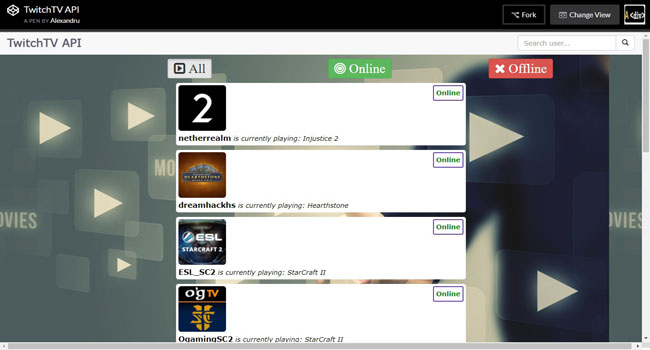 TwitchTV API
A PEN BY Alexandru
Fork
Change View
TwitchTV API
Search user...
All
Online
Offline
2
Online
netherrealm is currently playing: Injustice 2
HEARTHSTONE
Online
dreamhackhs is currently playing: Hearthstone
ESL
STARCRAFT 2
Online
ESL_SC2 is currently playing: StarCraft II
OGTV
Online
OgamingSC2 is currently playing: StarCraft II
MOVIES